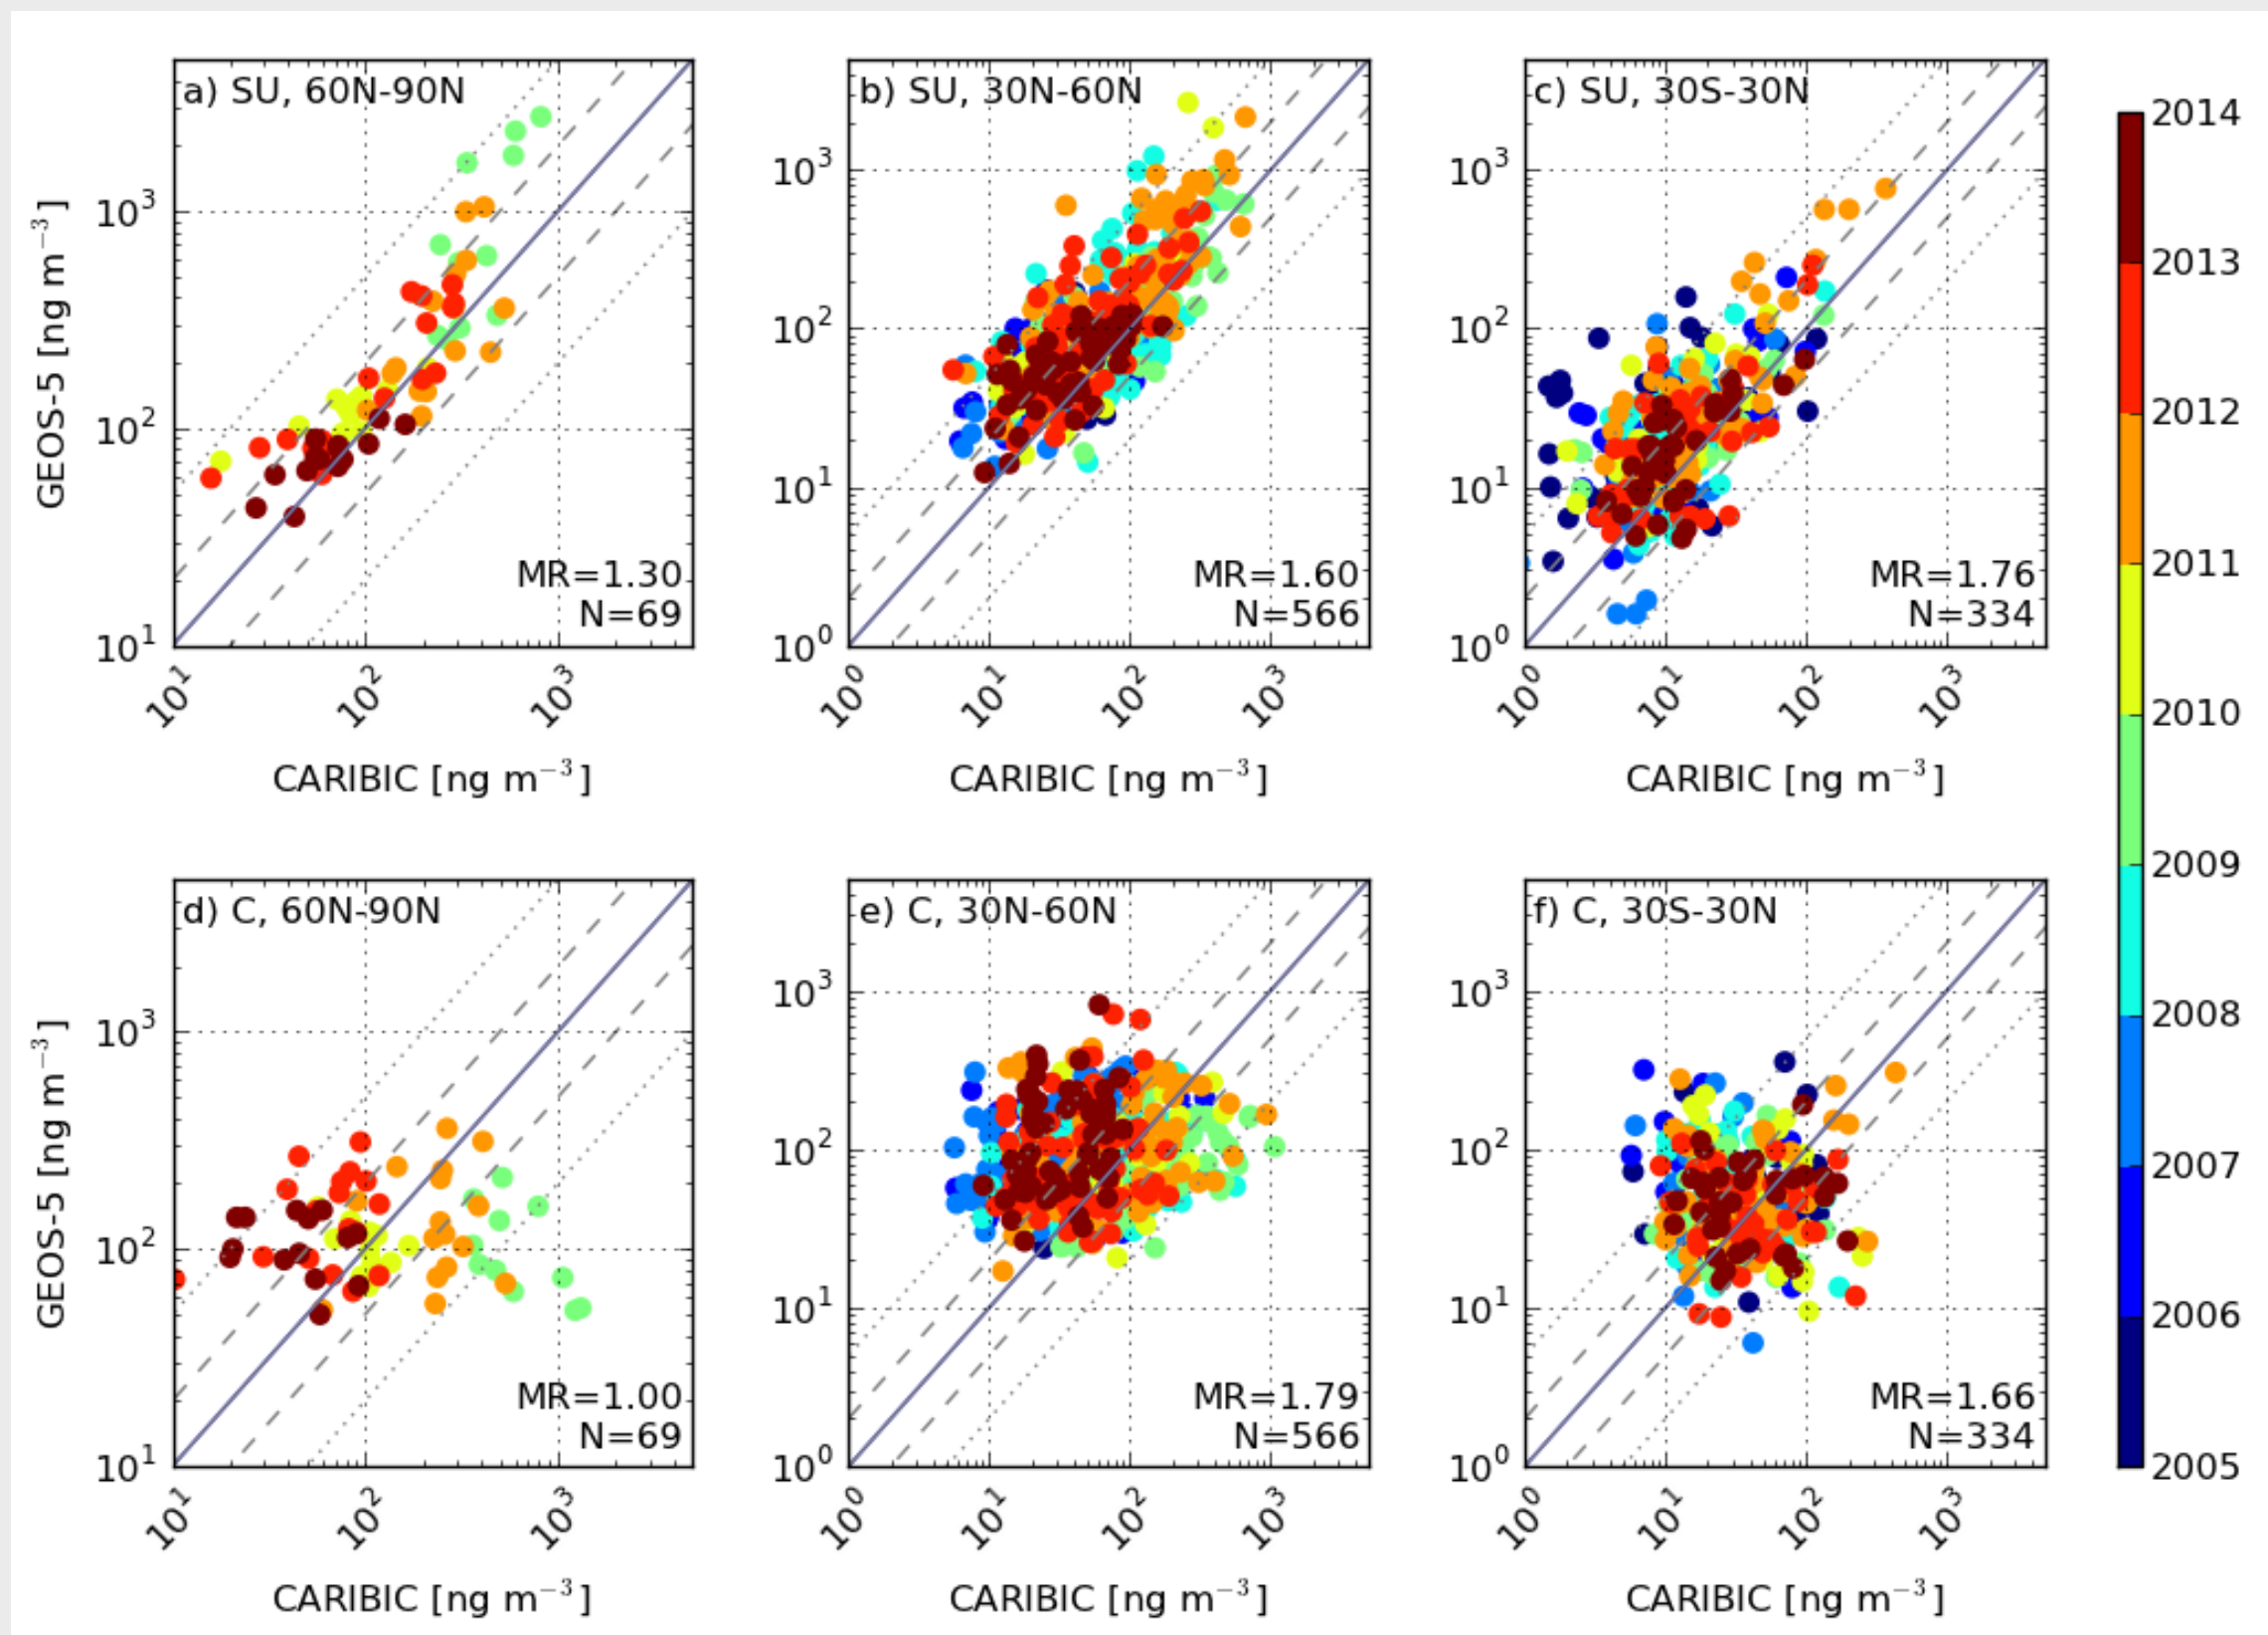 a) SU, 60N-90N
b) SU, 30N-60N
c) SU, 30S-30N
GEOS-5 [ng m⁻³]
10³
10²
10¹
MR=1.30
N=69
10¹
10²
10³
CARIBIC [ng m⁻³]
10³
10²
10¹
10⁰
MR=1.60
N=566
10⁰
10¹
10²
10³
CARIBIC [ng m⁻³]
10³
10²
10¹
10⁰
MR=1.76
N=334
10⁰
10¹
10²
10³
CARIBIC [ng m⁻³]
d) C, 60N-90N
e) C, 30N-60N
f) C, 30S-30N
GEOS-5 [ng m⁻³]
10³
10²
10¹
MR=1.00
N=69
10¹
10²
10³
CARIBIC [ng m⁻³]
10³
10²
10¹
10⁰
MR=1.79
N=566
10⁰
10¹
10²
10³
CARIBIC [ng m⁻³]
10³
10²
10¹
10⁰
MR=1.66
N=334
10⁰
10¹
10²
10³
CARIBIC [ng m⁻³]
2014
2013
2012
2011
2010
2009
2008
2007
2006
2005